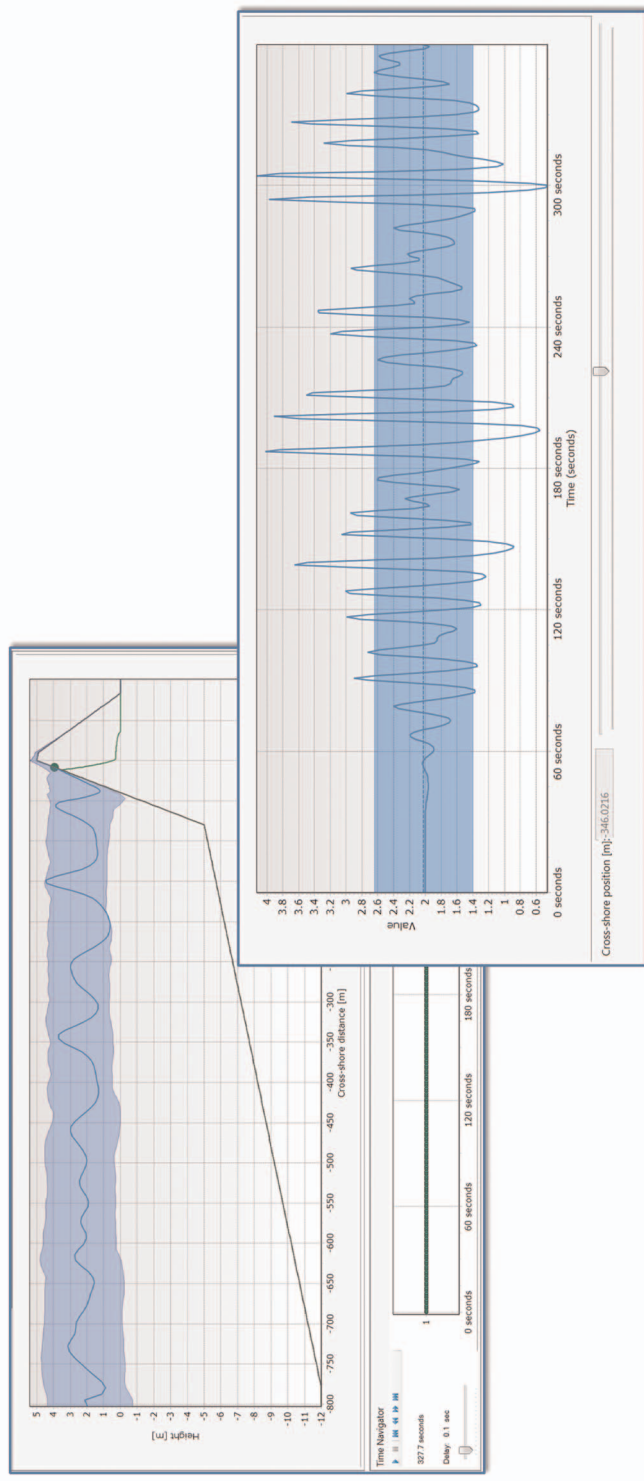 5
4
3
2
1
0
-1
-2
-3
-4
-5
-6
-7
-8
-9
-10
-11
-12
Height [m]
-800
-750
-700
-650
-600
-550
-500
-450
-400
-350
-300
Cross-shore distance [m]
Time Navigator
327.7 seconds
Delay: 0.1 sec
1
0 seconds
60 seconds
120 seconds
180 seconds
4
3.8
3.6
3.4
3.2
3
2.8
2.6
2.4
2.2
2
1.8
1.6
1.4
1.2
1
0.8
0.6
Value
0 seconds
60 seconds
120 seconds
180 seconds
240 seconds
300 seconds
Time (seconds)
Cross-shore position [m]:-346.0216